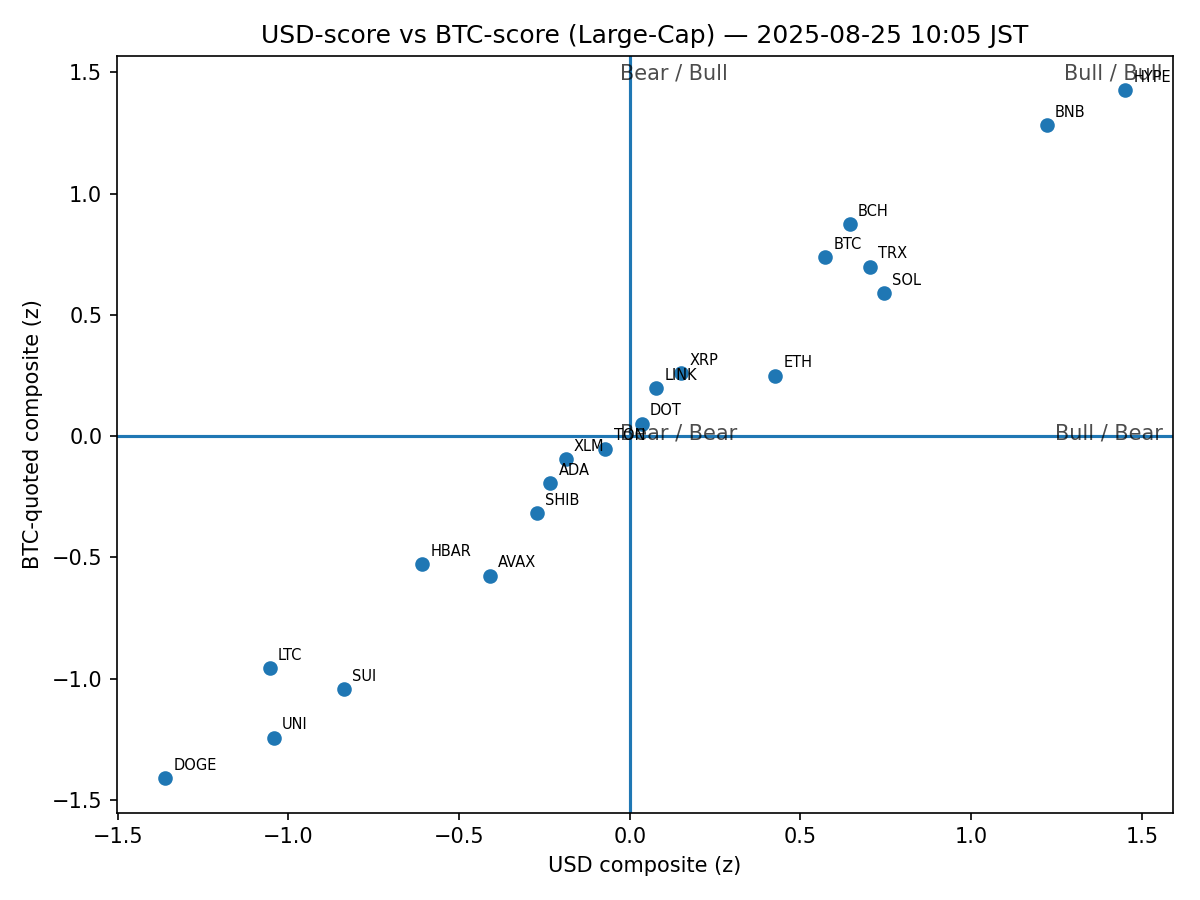 USD-score vs BTC-score (Large-Cap) — 2025-08-25 10:05 JST
1.5
Bear / Bull
Bull / Bull
HYPE
BNB
1.0
BCH
BTC
TRX
SOL
0.5
XRP
ETH
LINK
DOT
0.0
TON
Bear / Bear
Bull / Bear
XLM
ADA
SHIB
−0.5
HBAR
AVAX
LTC
−1.0
SUI
UNI
DOGE
−1.5
−1.5
−1.0
−0.5
0.0
0.5
1.0
1.5
USD composite (z)
BTC-quoted composite (z)